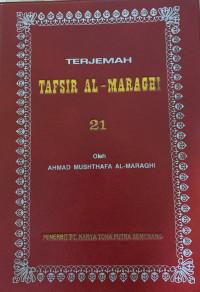 TERJEMAH
TAFSIR AL-MARAGHI
21
Oleh
AHMAD MUSHTHAFA AL-MARAGHI
PENERBIT PT. KARYA TOHA PUTRA SEMARANG